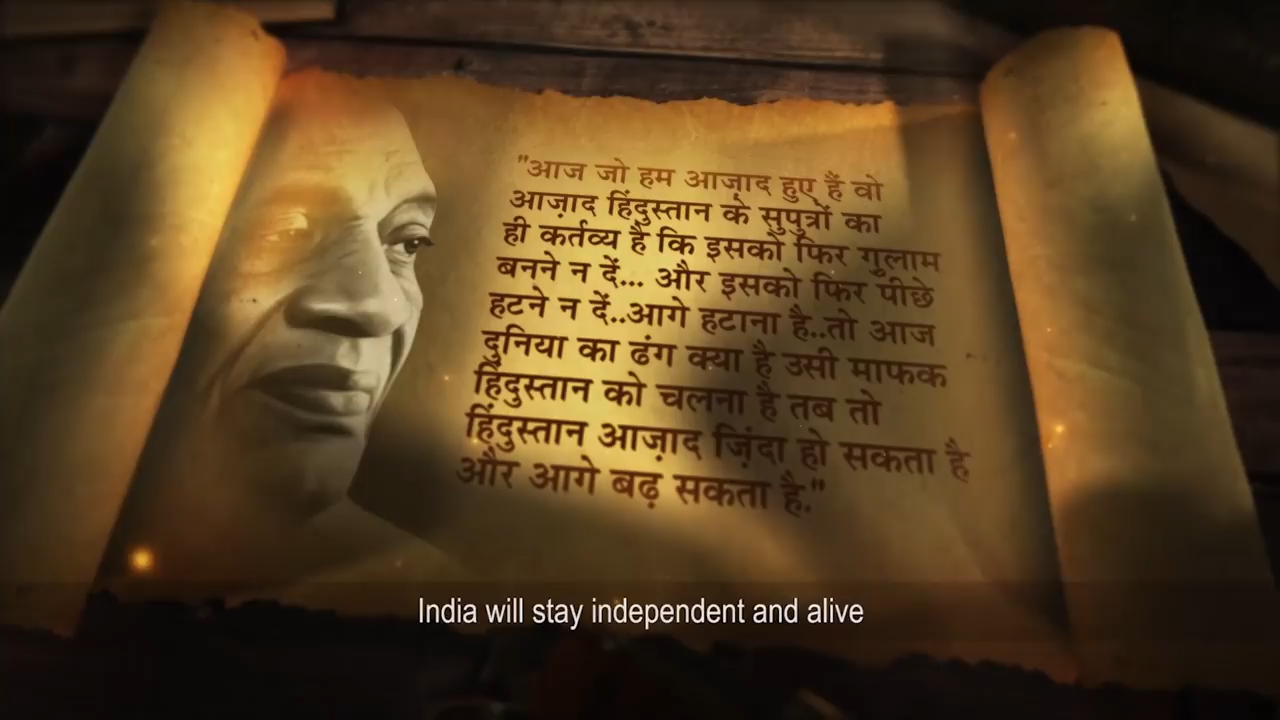 "आज जो हम आज़ाद हुए हैं वो
आज़ाद हिंदुस्तान के सुपुत्रों का
ही कर्तव्य है कि इसको फिर गुलाम
बनने न दें... और इसको फिर पीछे
हटने न दें..आगे हटाना है..तो आज
दुनिया का ढंग क्या है उसी माफक
हिंदुस्तान को चलना है तब तो
हिंदुस्तान आज़ाद ज़िंदा हो सकता है
और आगे बढ़ सकता है."
India will stay independent and alive